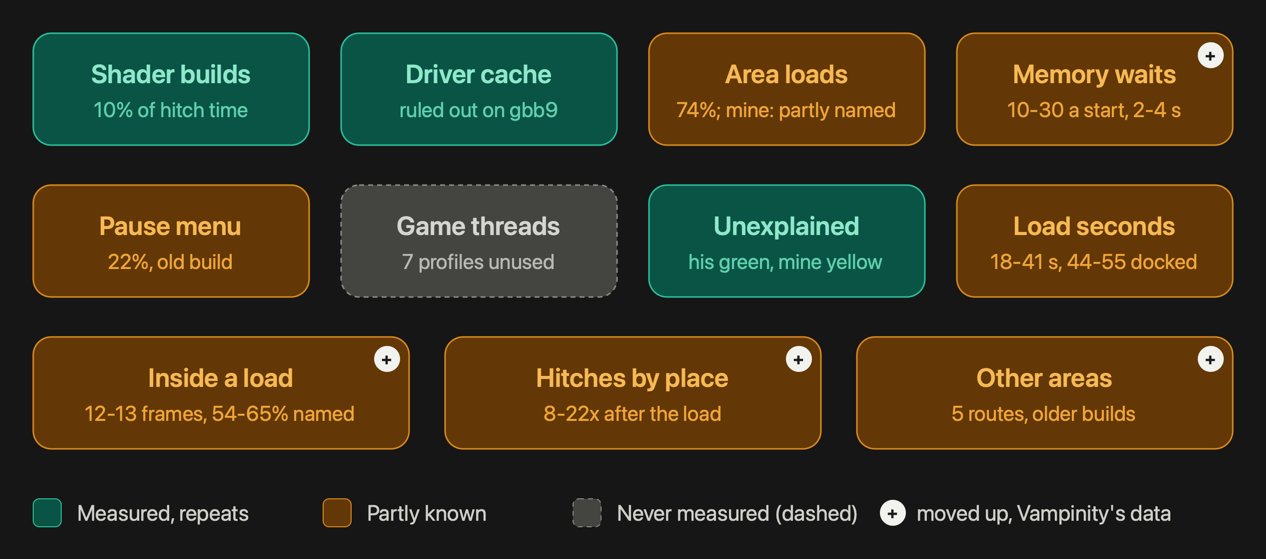 Shader builds
10% of hitch time
Driver cache
ruled out on gbb9
Area loads
74%; mine: partly named
+
Memory waits
10-30 a start, 2-4 s
Pause menu
22%, old build
Game threads
7 profiles unused
Unexplained
his green, mine yellow
Load seconds
18-41 s, 44-55 docked
+
Inside a load
12-13 frames, 54-65% named
+
Hitches by place
8-22x after the load
+
Other areas
5 routes, older builds
Measured, repeats
Partly known
Never measured (dashed)
+ moved up, Vampinity's data